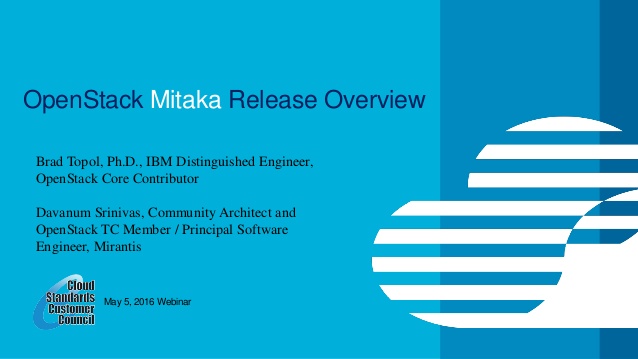 OpenStack Mitaka Release Overview
Brad Topol, Ph.D., IBM Distinguished Engineer,
OpenStack Core Contributor
Davanum Srinivas, Community Architect and
OpenStack TC Member / Principal Software
Engineer, Mirantis
Cloud
Standards
Customer
Council
May 5, 2016 Webinar